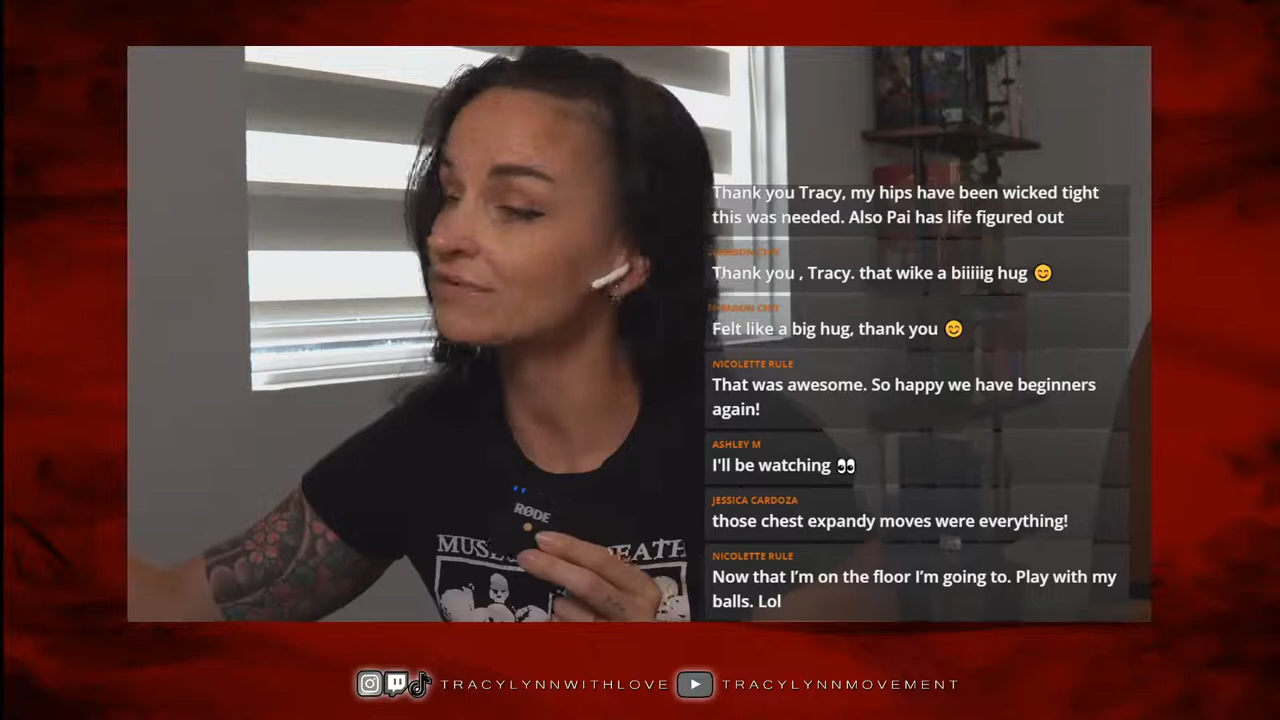 Thank you Tracy, my hips have been wicked tight
this was needed. Also Pai has life figured out
Thank you , Tracy. that wike a biiiiig hug 😊
Felt like a big hug, thank you 😊
NICOLETTE RULE
That was awesome. So happy we have beginners
again!
ASHLEY M
I'll be watching 👀
JESSICA CARDOZA
those chest expandy moves were everything!
NICOLETTE RULE
Now that I'm on the floor I'm going to. Play with my
balls. Lol
RØDE
TRACYLYNNWITHLOVE
TRACYLYNNMOVEMENT